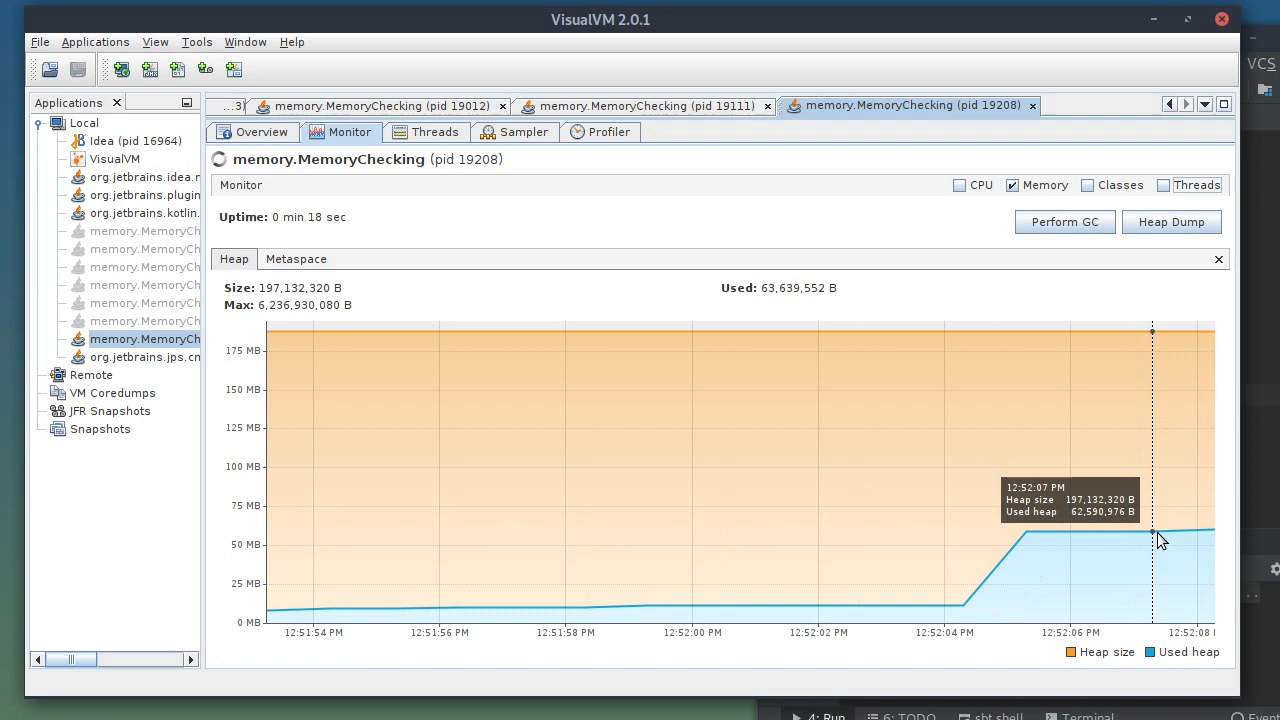 VisualVM 2.0.1
File Applications View Tools Window Help
VCS
Applications
...3)
memory.MemoryChecking (pid 19012)
memory.MemoryChecking (pid 19111)
memory.MemoryChecking (pid 19208)
Overview
Monitor
Threads
Sampler
Profiler
Local
Idea (pid 16964)
VisualVM
org.jetbrains.idea.m
org.jetbrains.plugin
org.jetbrains.kotlin.
memory.MemoryCh
memory.MemoryCh
memory.MemoryCh
memory.MemoryCh
memory.MemoryCh
memory.MemoryCh
memory.MemoryCh
org.jetbrains.jps.cm
Remote
VM Coredumps
JFR Snapshots
Snapshots
memory.MemoryChecking (pid 19208)
Monitor
CPU Memory Classes Threads
Uptime: 0 min 18 sec
Perform GC
Heap Dump
Heap Metaspace
Size: 197,132,320 B
Used: 63,639,552 B
Max: 6,236,930,080 B
175 MB
150 MB
125 MB
100 MB
75 MB
50 MB
25 MB
0 MB
12:52:07 PM
Heap size 197,132,320 B
Used heap 62,590,976 B
12:51:54 PM 12:51:56 PM 12:51:58 PM 12:52:00 PM 12:52:02 PM 12:52:04 PM 12:52:06 PM 12:52:08
Heap size Used heap
4: Run 6: TODO sbt shell Terminal Event